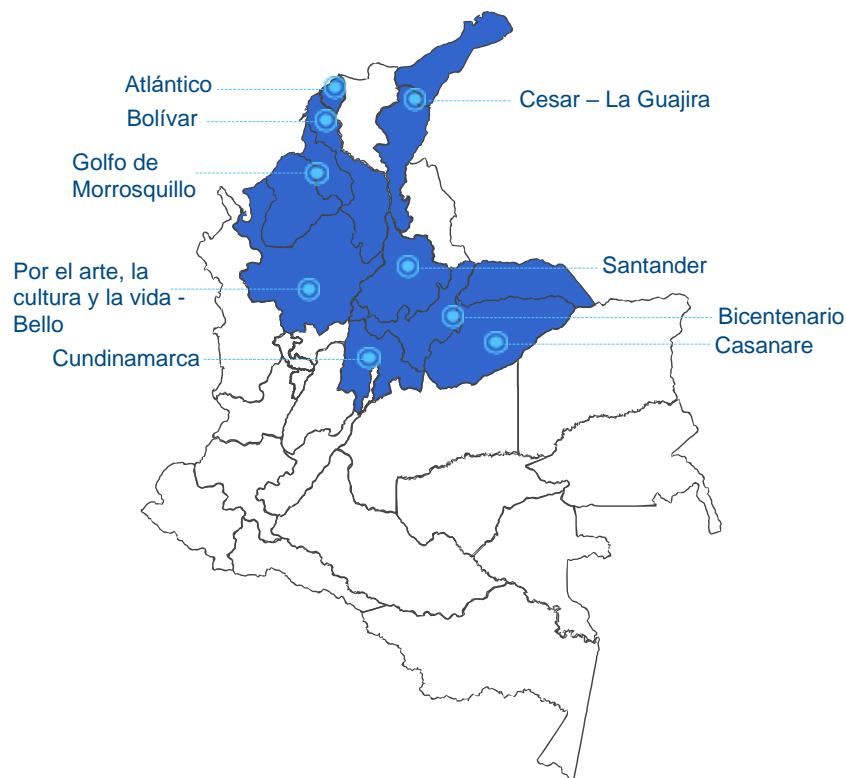 Atlántico
Cesar – La Guajira
Bolívar
Golfo de
Morrosquillo
Santander
Por el arte, la
cultura y la vida -
Bello
Bicentenario
Casanare
Cundinamarca